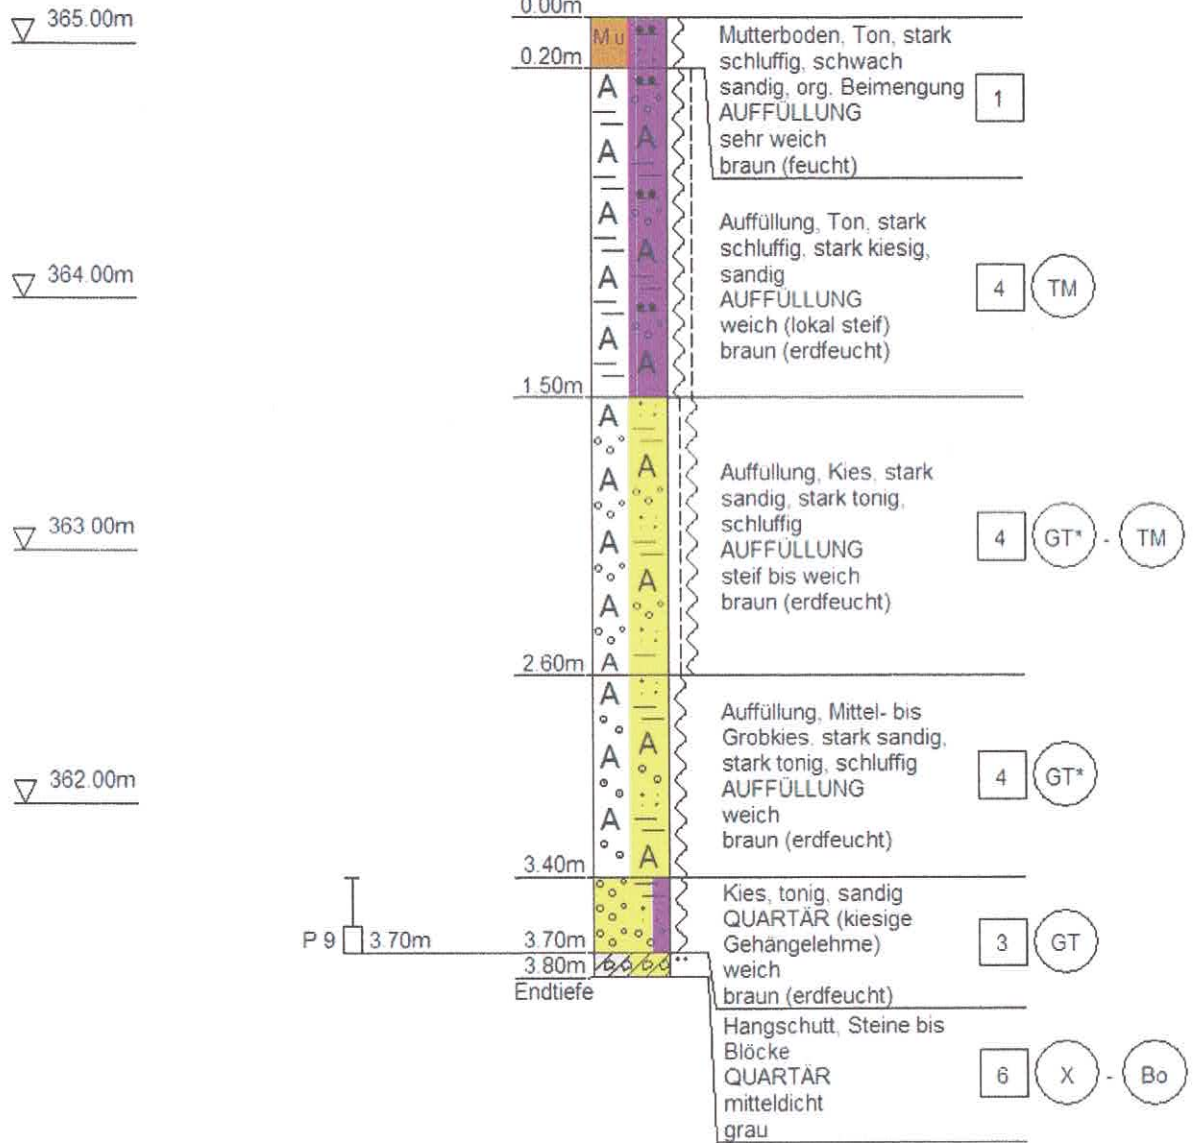 0.00m
365.00m
Mu
Mutterboden, Ton, stark
schluffig, schwach
sandig, org. Beimengung
AUFFÜLLUNG
sehr weich
braun (feucht)
1
0.20m
A
A
A
A
A
A
A
A
Auffüllung, Ton, stark
schluffig, stark kiesig,
sandig
AUFFÜLLUNG
weich (lokal steif)
braun (erdfeucht)
4 TM
364.00m
1.50m
A
A
A
A
A
A
A
Auffullung, Kies, stark
sandig, stark tonig,
schluffig
AUFFÜLLUNG
steif bis weich
braun (erdfeucht)
4 GT* - TM
363.00m
2.60m
A
A
A
A
A
Auffüllung, Mittel- bis
Grobkies, stark sandig,
stark tonig, schluffig
AUFFÜLLUNG
weich
braun (erdfeucht)
4 GT*
362.00m
3.40m
Kies, tonig, sandig
QUARTÄR (kiesige
Gehängelehme)
weich
braun (erdfeucht)
3 GT
P 9 3.70m
3.70m
3.80m
Endtiefe
Hangschutt, Steine bis
Blöcke
QUARTÄR
mitteldicht
grau
6 X - Bo